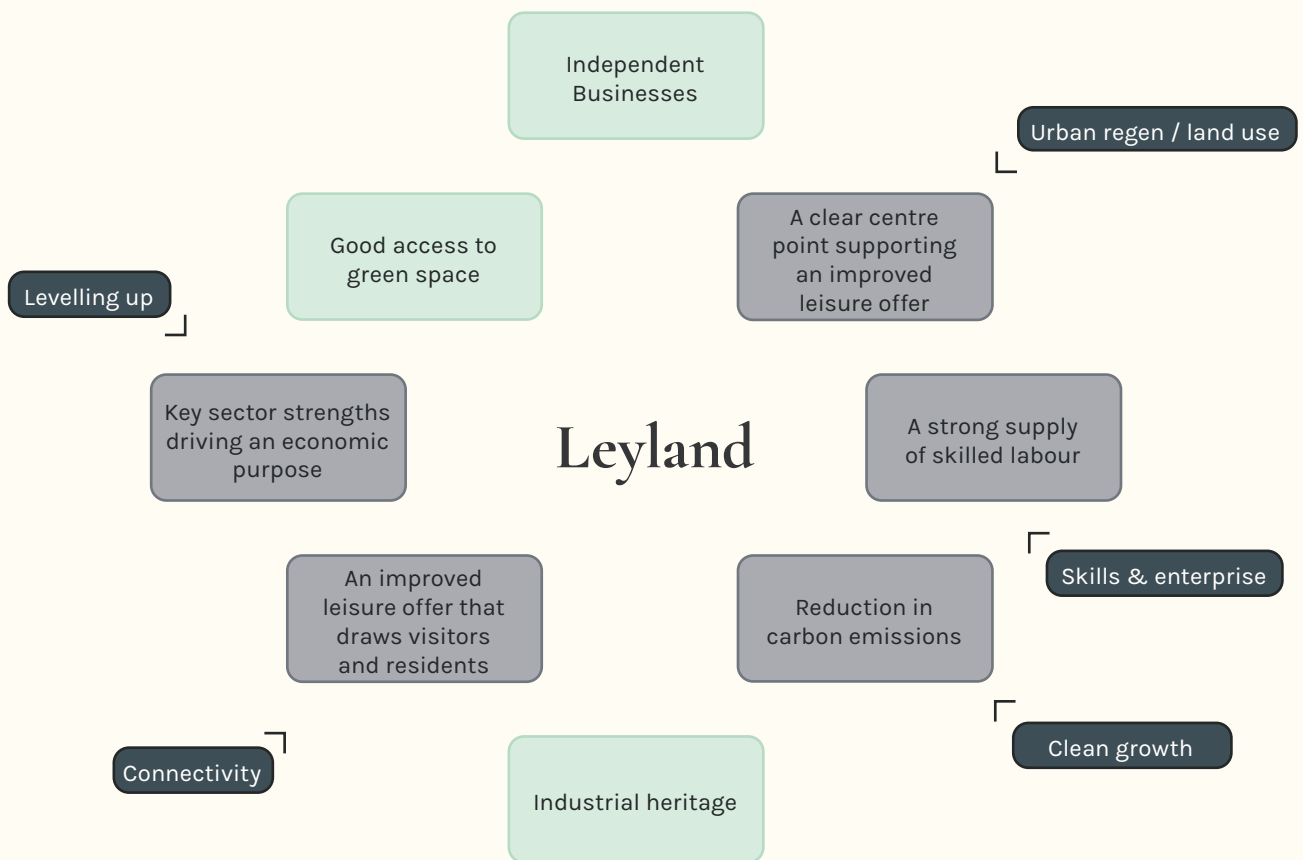 Independent
Businesses
Urban regen / land use
Good access to
green space
A clear centre
point supporting
an improved
leisure offer
Levelling up
Key sector strengths
driving an economic
purpose
Leyland
A strong supply
of skilled labour
An improved
leisure offer that
draws visitors
and residents
Reduction in
carbon emissions
Skills & enterprise
Connectivity
Clean growth
Industrial heritage